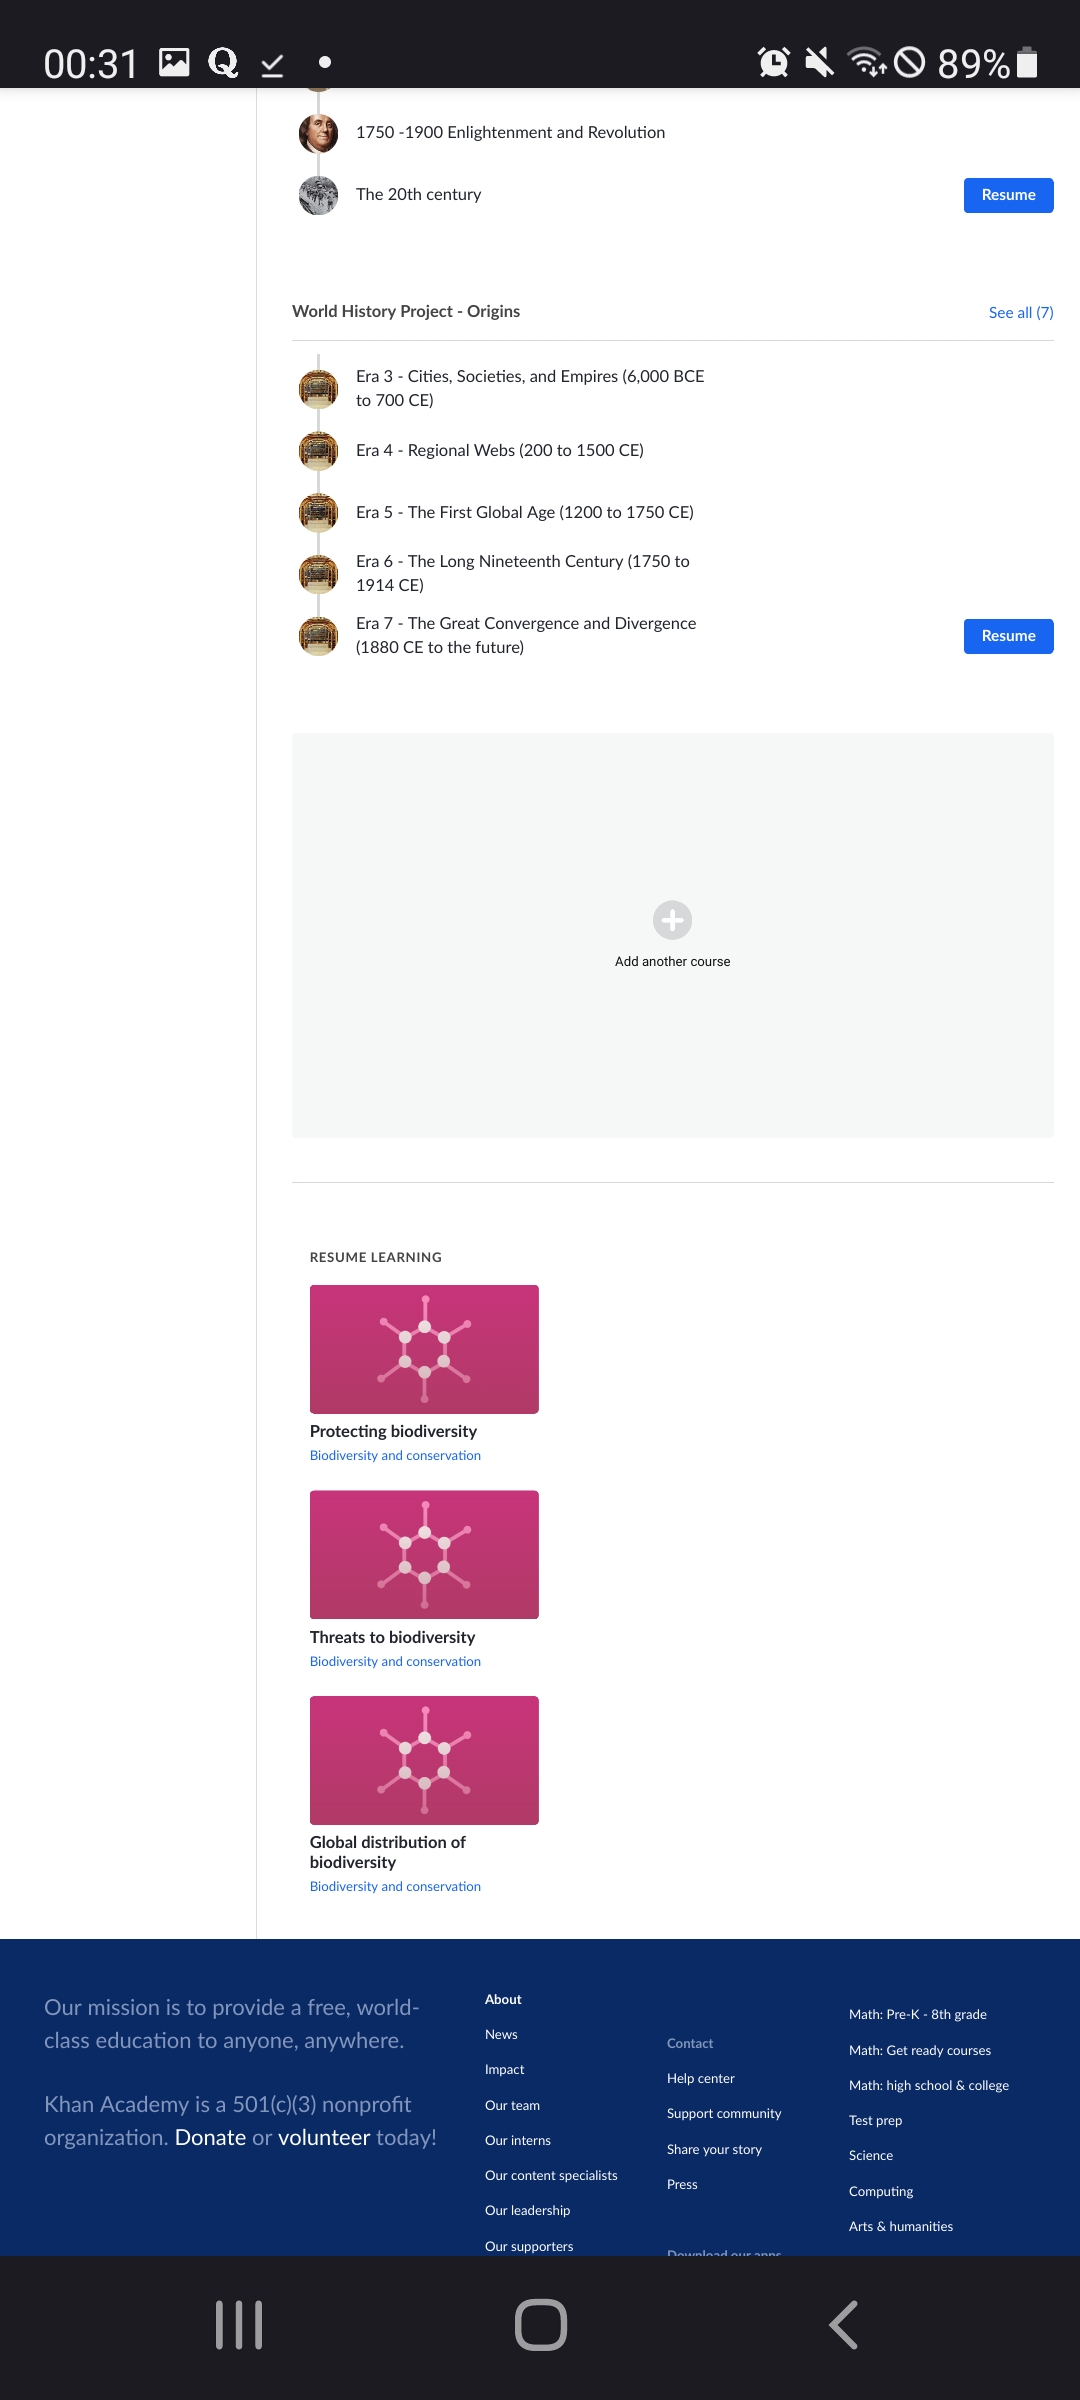 00:31
89%
1750 -1900 Enlightenment and Revolution
The 20th century
Resume
World History Project - Origins
See all (7)
Era 3 - Cities, Societies, and Empires (6,000 BCE
to 700 CE)
Era 4 - Regional Webs (200 to 1500 CE)
Era 5 - The First Global Age (1200 to 1750 CE)
Era 6 - The Long Nineteenth Century (1750 to
1914 CE)
Era 7 - The Great Convergence and Divergence
(1880 CE to the future)
Resume
Add another course
RESUME LEARNING
Protecting biodiversity
Biodiversity and conservation
Threats to biodiversity
Biodiversity and conservation
Global distribution of
biodiversity
Biodiversity and conservation
Our mission is to provide a free, world-
class education to anyone, anywhere.
Khan Academy is a 501(c)(3) nonprofit
organization. Donate or volunteer today!
About
News
Impact
Our team
Our interns
Our content specialists
Our leadership
Our supporters
Contact
Help center
Support community
Share your story
Press
Download our apps
Math: Pre-K - 8th grade
Math: Get ready courses
Math: high school & college
Test prep
Science
Computing
Arts & humanities